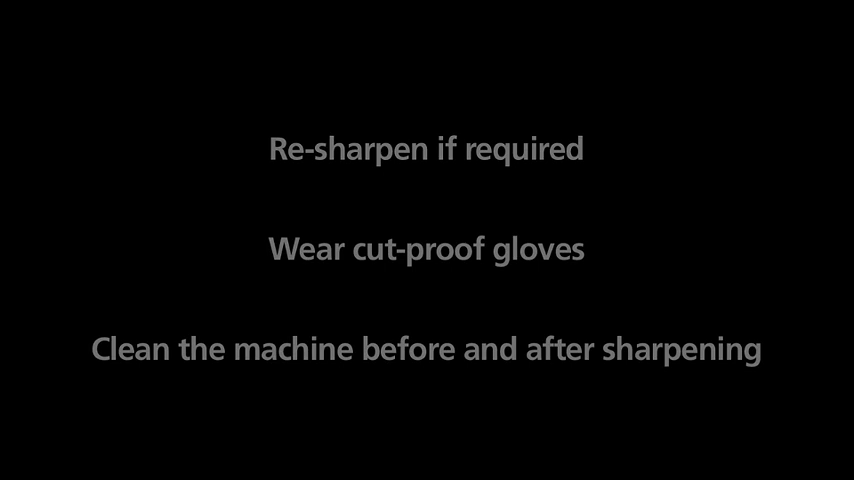 Re-sharpen if required
Wear cut-proof gloves
Clean the machine before and after sharpening